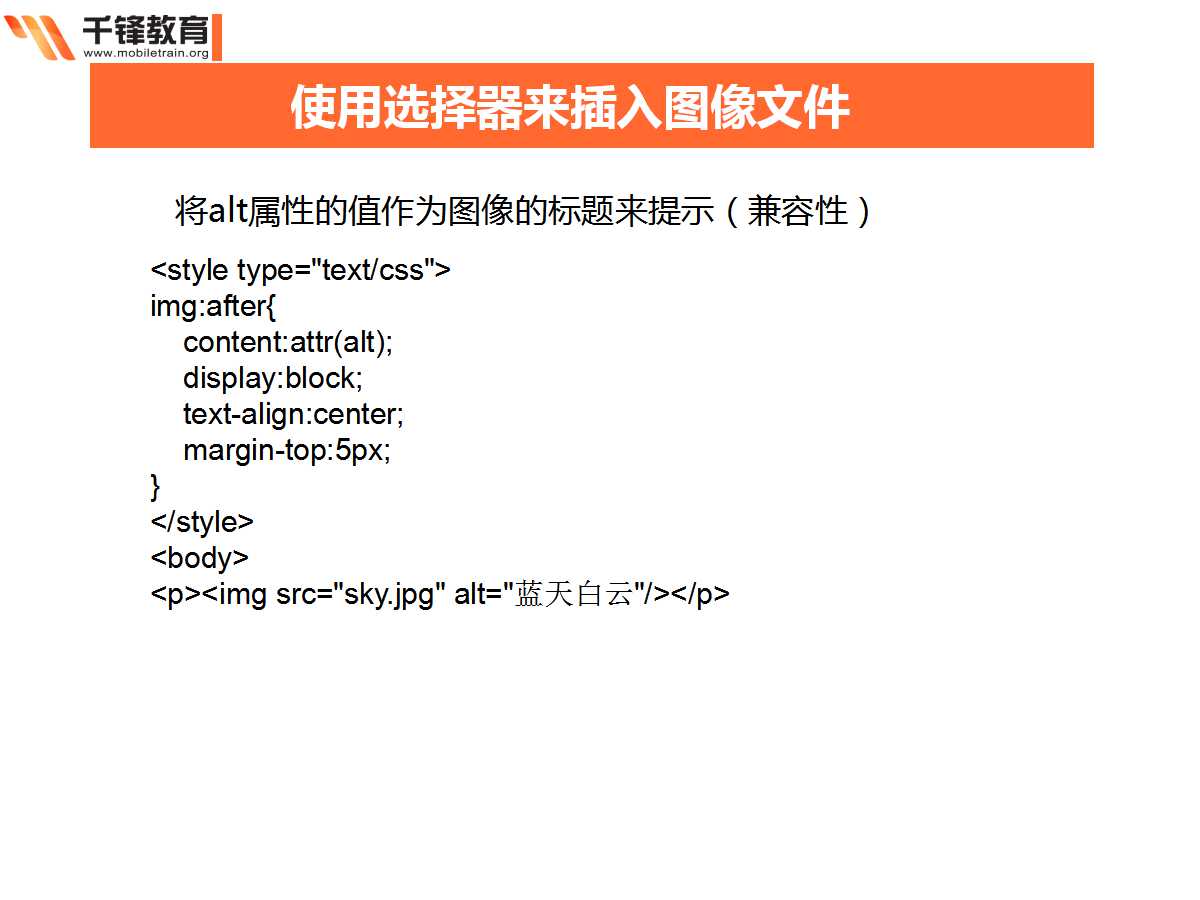 千锋教育
www.mobiletrain.org
使用选择器来插入图像文件
将alt属性的值作为图像的标题来提示（兼容性）
<style type="text/css">
img:after{
    content:attr(alt);
    display:block;
    text-align:center;
    margin-top:5px;
}
</style>
<body>
<p><img src="sky.jpg" alt="蓝天白云"/></p>